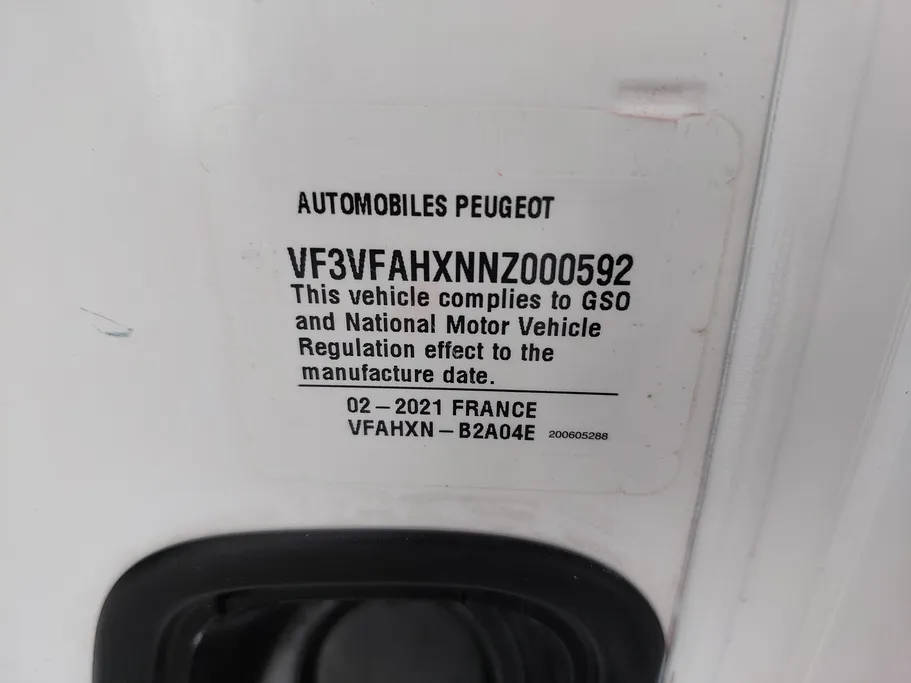 AUTOMOBILES PEUGEOT
VF3VFAHXNNZ000592
This vehicle complies to GSO
and National Motor Vehicle
Regulation effect to the
manufacture date.
02 – 2021 FRANCE
VFAHXN – B2A04E 200605288